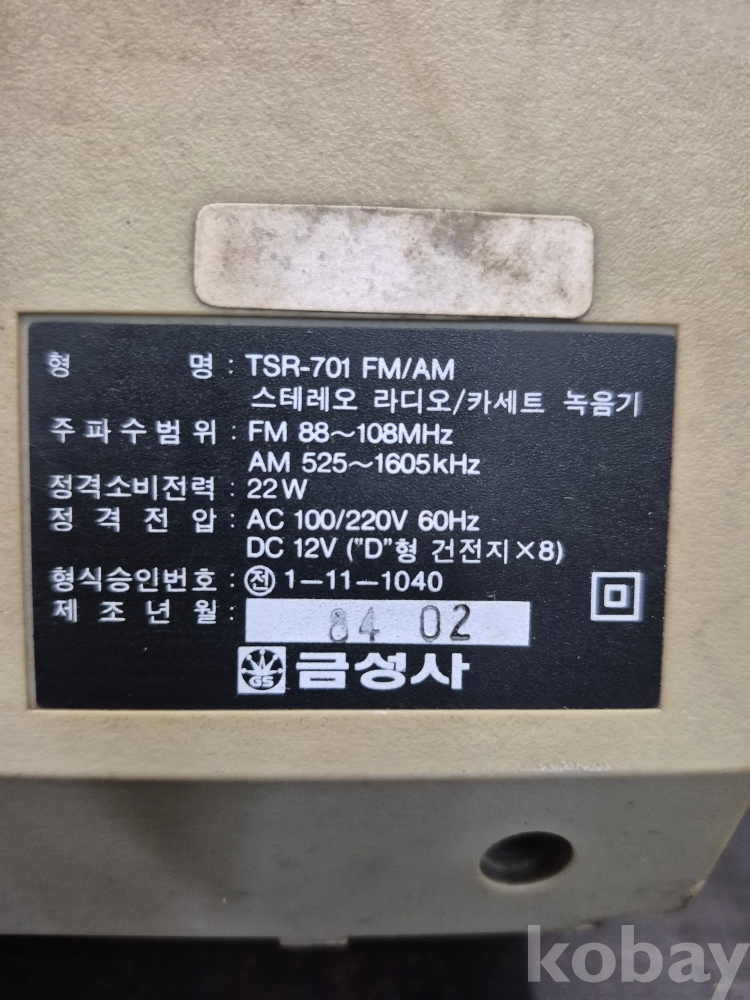 형 명 : TSR-701 FM/AM
스테레오 라디오/카세트 녹음기
주파수범위 : FM 88~108MHz
AM 525~1605kHz
정격소비전력 : 22W
정 격 전 압 : AC 100/220V 60Hz
DC 12V ("D"형 건전지×8)
형식승인번호 : ㉠ 1-11-1040
제 조 년 월 : 84 02
GS 금성사
kobay